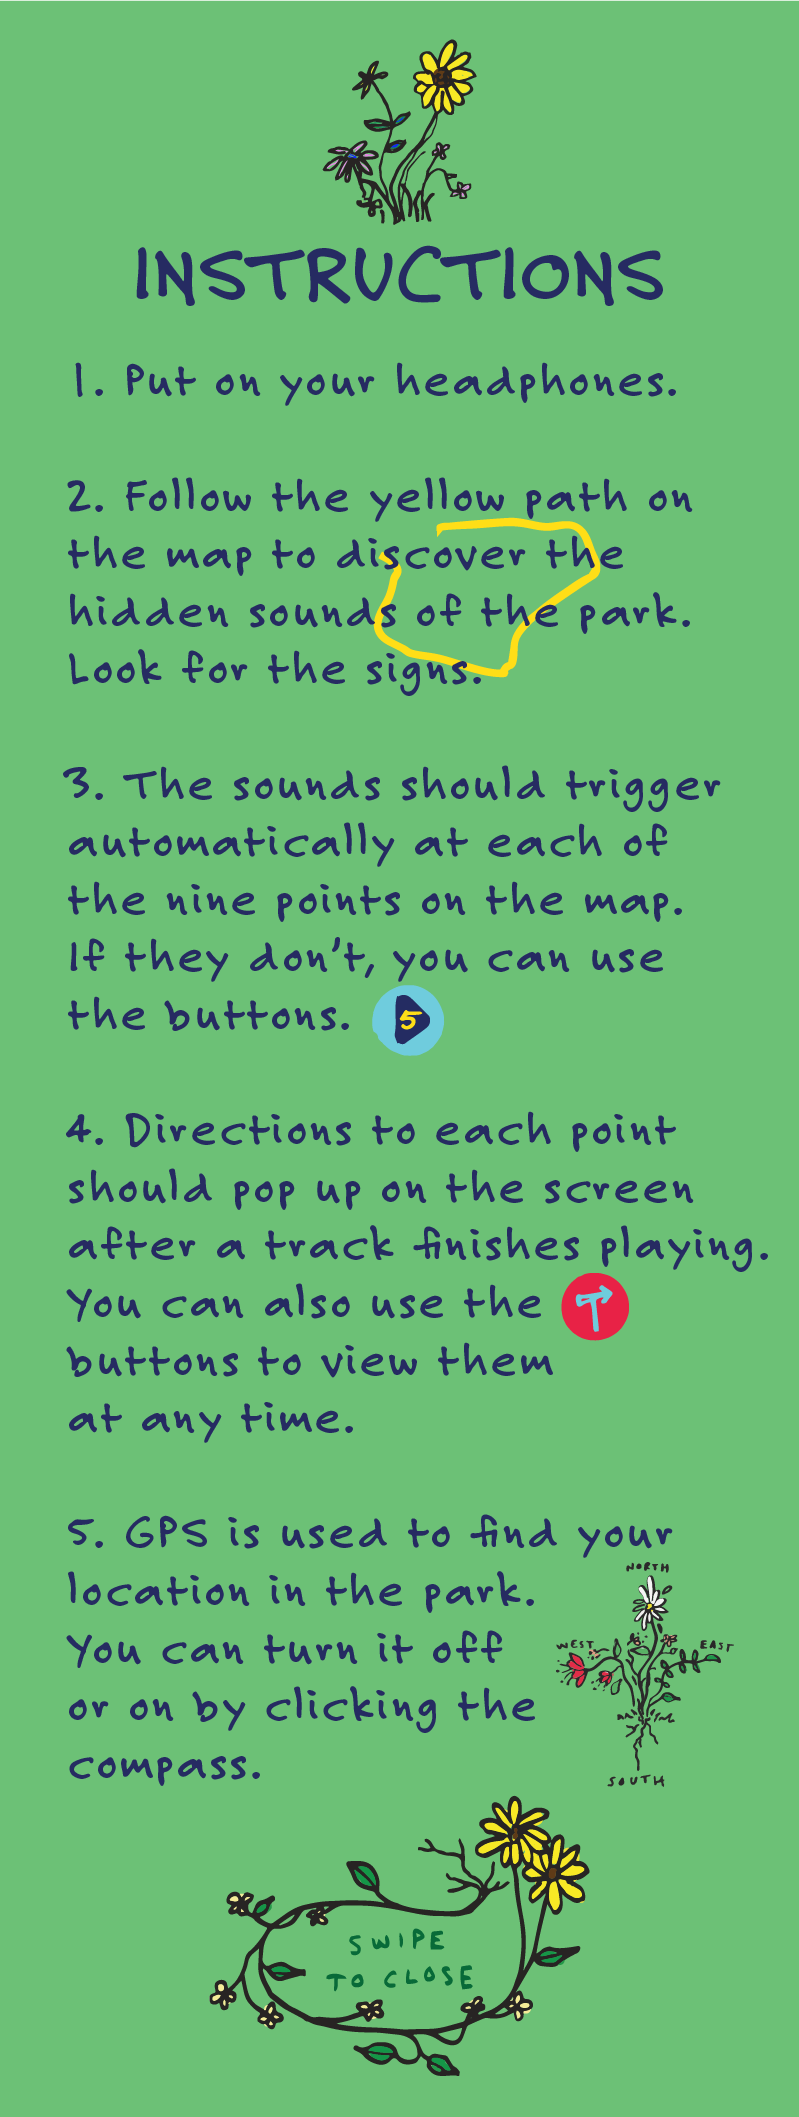 INSTRUCTIONS
1. Put on your headphones.
2. Follow the yellow path on
the map to discover the
hidden sounds of the park.
Look for the signs.
3. The sounds should trigger
automatically at each of
the nine points on the map.
If they don't, you can use
the buttons. 5
4. Directions to each point
should pop up on the screen
after a track finishes playing.
You can also use the
buttons to view them
at any time.
5. GPS is used to find your
location in the park.
You can turn it off
or on by clicking the
compass.
NORTH
WEST
EAST
SOUTH
SWIPE
TO CLOSE